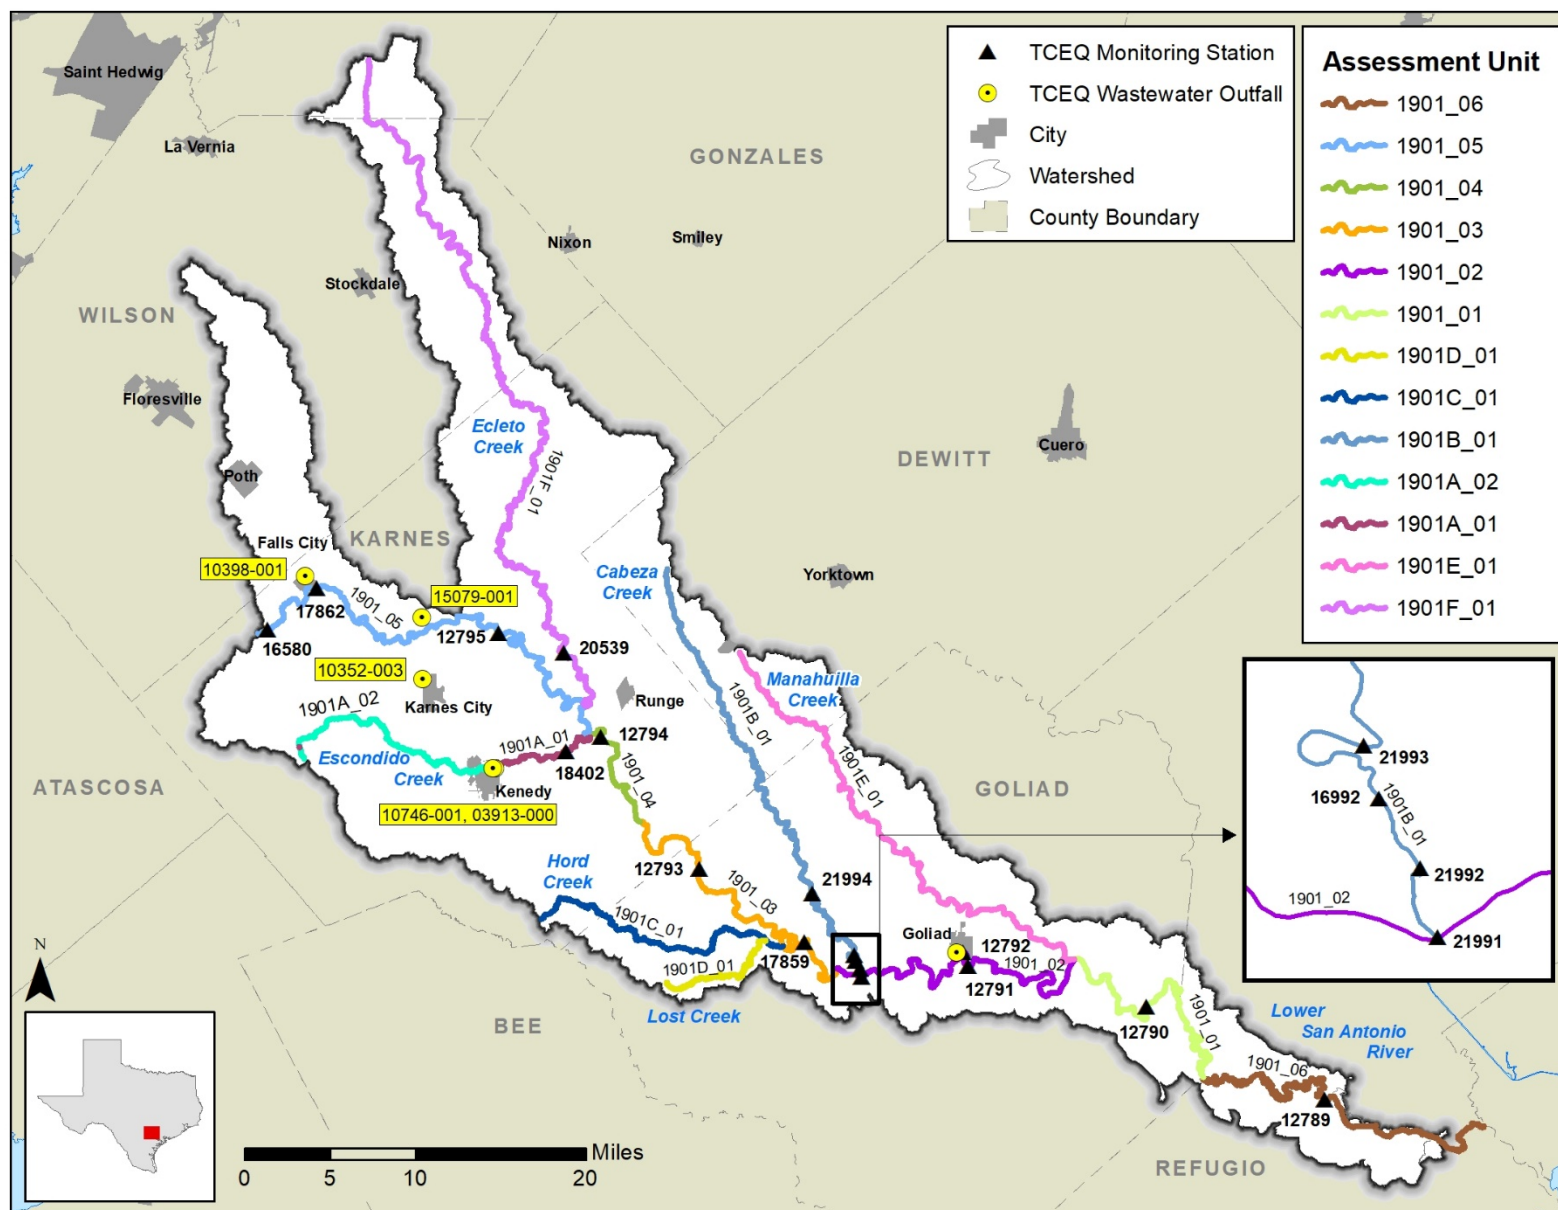 Saint Hedwig
La Vernia
GONZALES
Nixon
Smiley
Stockdale
WILSON
Floresville
Ecleto
Creek
1901F_01
DEWITT
Cuero
Poth
Falls City
KARNES
10398-001
15079-001
17862
1901_05
12795
16580
10352-003
20539
Cabeza
Creek
Yorktown
Karnes City
Runge
1901A_02
1901A_01
12794
18402
Escondido
Creek
Kenedy
10746-001, 03913-000
1901_04
1901B_01
Manahuilla
Creek
1901E_01
GOLIAD
ATASCOSA
12793
1901_03
21994
Hord
Creek
1901C_01
1901D_01
17859
Lost Creek
Goliad
12792
1901_02
12791
BEE
12790
1901_01
Lower
San Antonio
River
1901_06
12789
REFUGIO
TCEQ Monitoring Station
TCEQ Wastewater Outfall
City
Watershed
County Boundary
Assessment Unit
1901_06
1901_05
1901_04
1901_03
1901_02
1901_01
1901D_01
1901C_01
1901B_01
1901A_02
1901A_01
1901E_01
1901F_01
21993
16992
1901B_01
21992
1901_02
21991
N
Miles
0 5 10 20